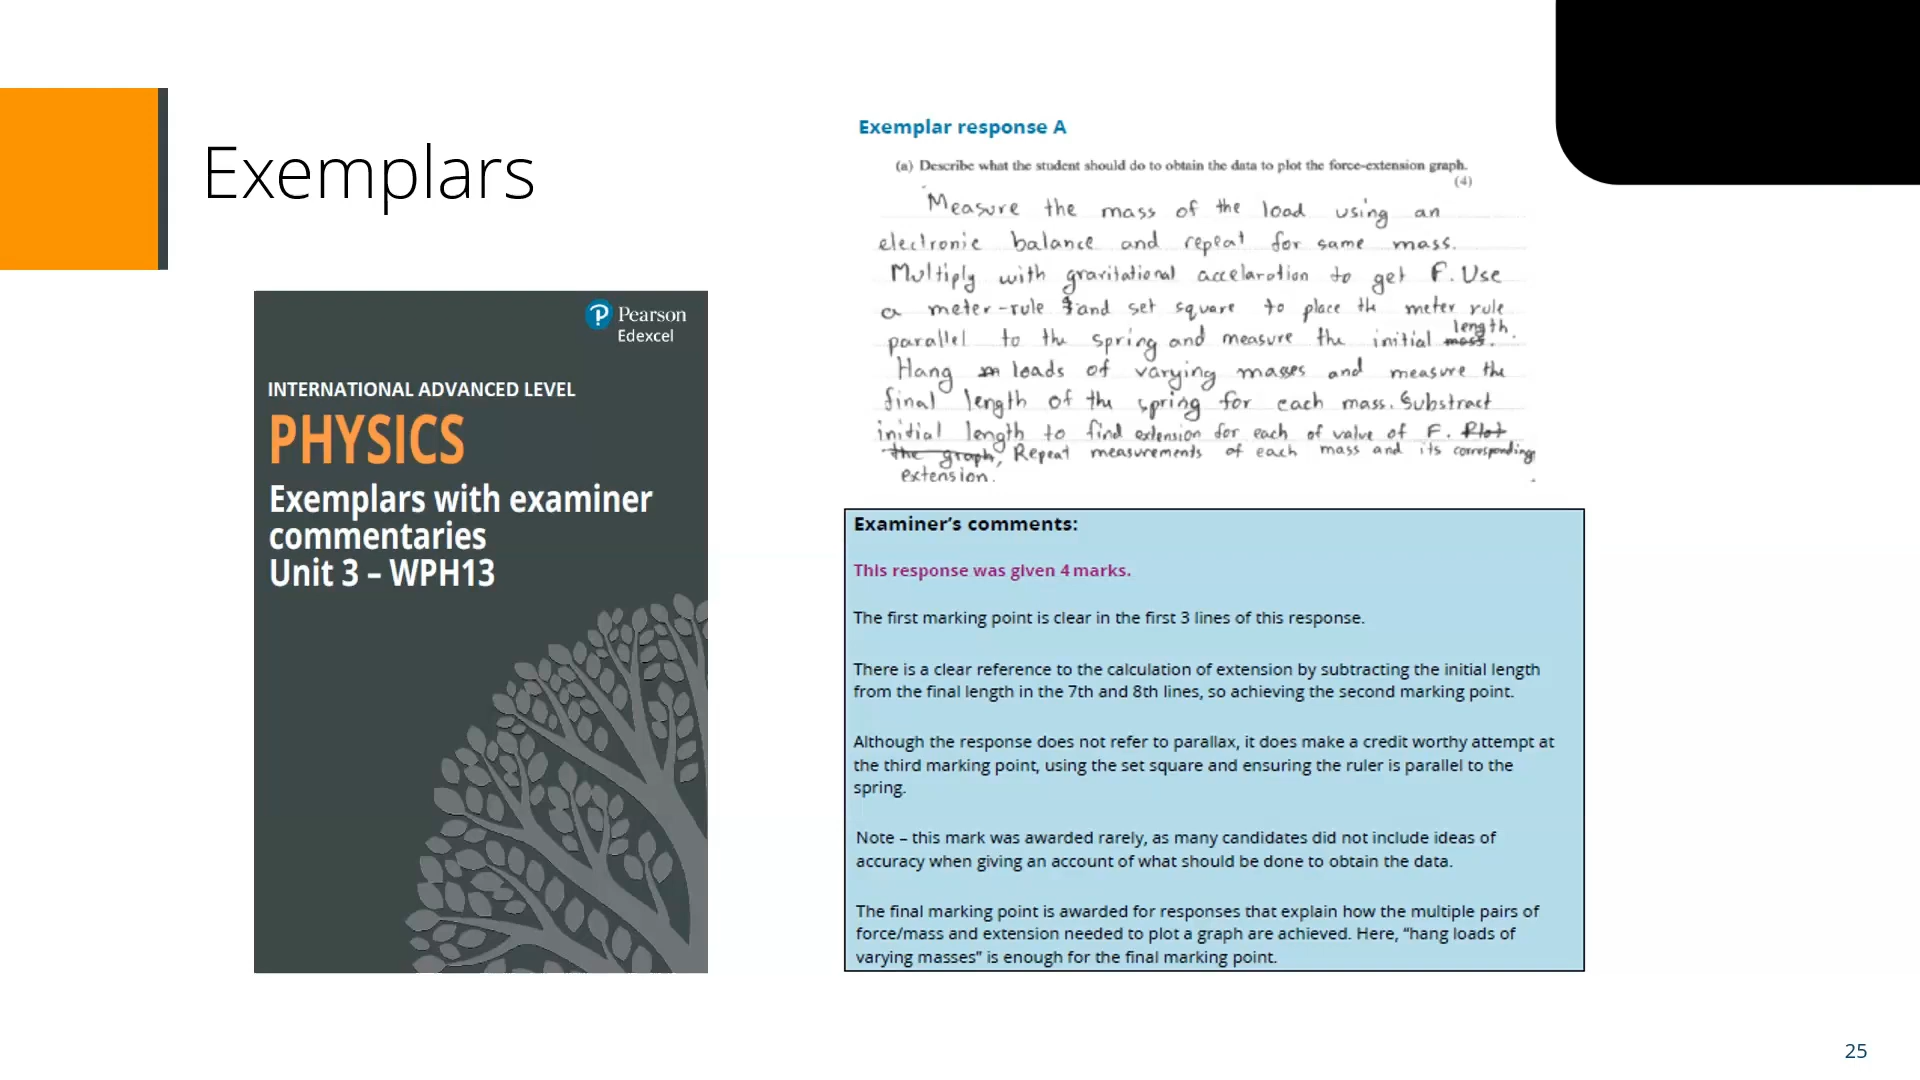 Exemplars
Pearson
Edexcel
INTERNATIONAL ADVANCED LEVEL
PHYSICS
Exemplars with examiner
commentaries
Unit 3 – WPH13
Exemplar response A
(a) Describe what the student should do to obtain the data to plot the force-extension graph.
(4)
Measure the mass of the load using an
electronic balance and repeat for same mass.
Multiply with gravitational accelaration to get F. Use
a meter-rule and set square to place the meter rule
parallel to the spring and measure the initial mass length.
Hang loads of varying masses and measure the
final length of the spring for each mass. Substract
initial length to find extension for each of value of F. Plot
the graph, Repeat measurements of each mass and its corresponding
extension.
Examiner's comments:
This response was given 4 marks.
The first marking point is clear in the first 3 lines of this response.
There is a clear reference to the calculation of extension by subtracting the initial length
from the final length in the 7th and 8th lines, so achieving the second marking point.
Although the response does not refer to parallax, it does make a credit worthy attempt at
the third marking point, using the set square and ensuring the ruler is parallel to the
spring.
Note – this mark was awarded rarely, as many candidates did not include ideas of
accuracy when giving an account of what should be done to obtain the data.
The final marking point is awarded for responses that explain how the multiple pairs of
force/mass and extension needed to plot a graph are achieved. Here, "hang loads of
varying masses" is enough for the final marking point.
25